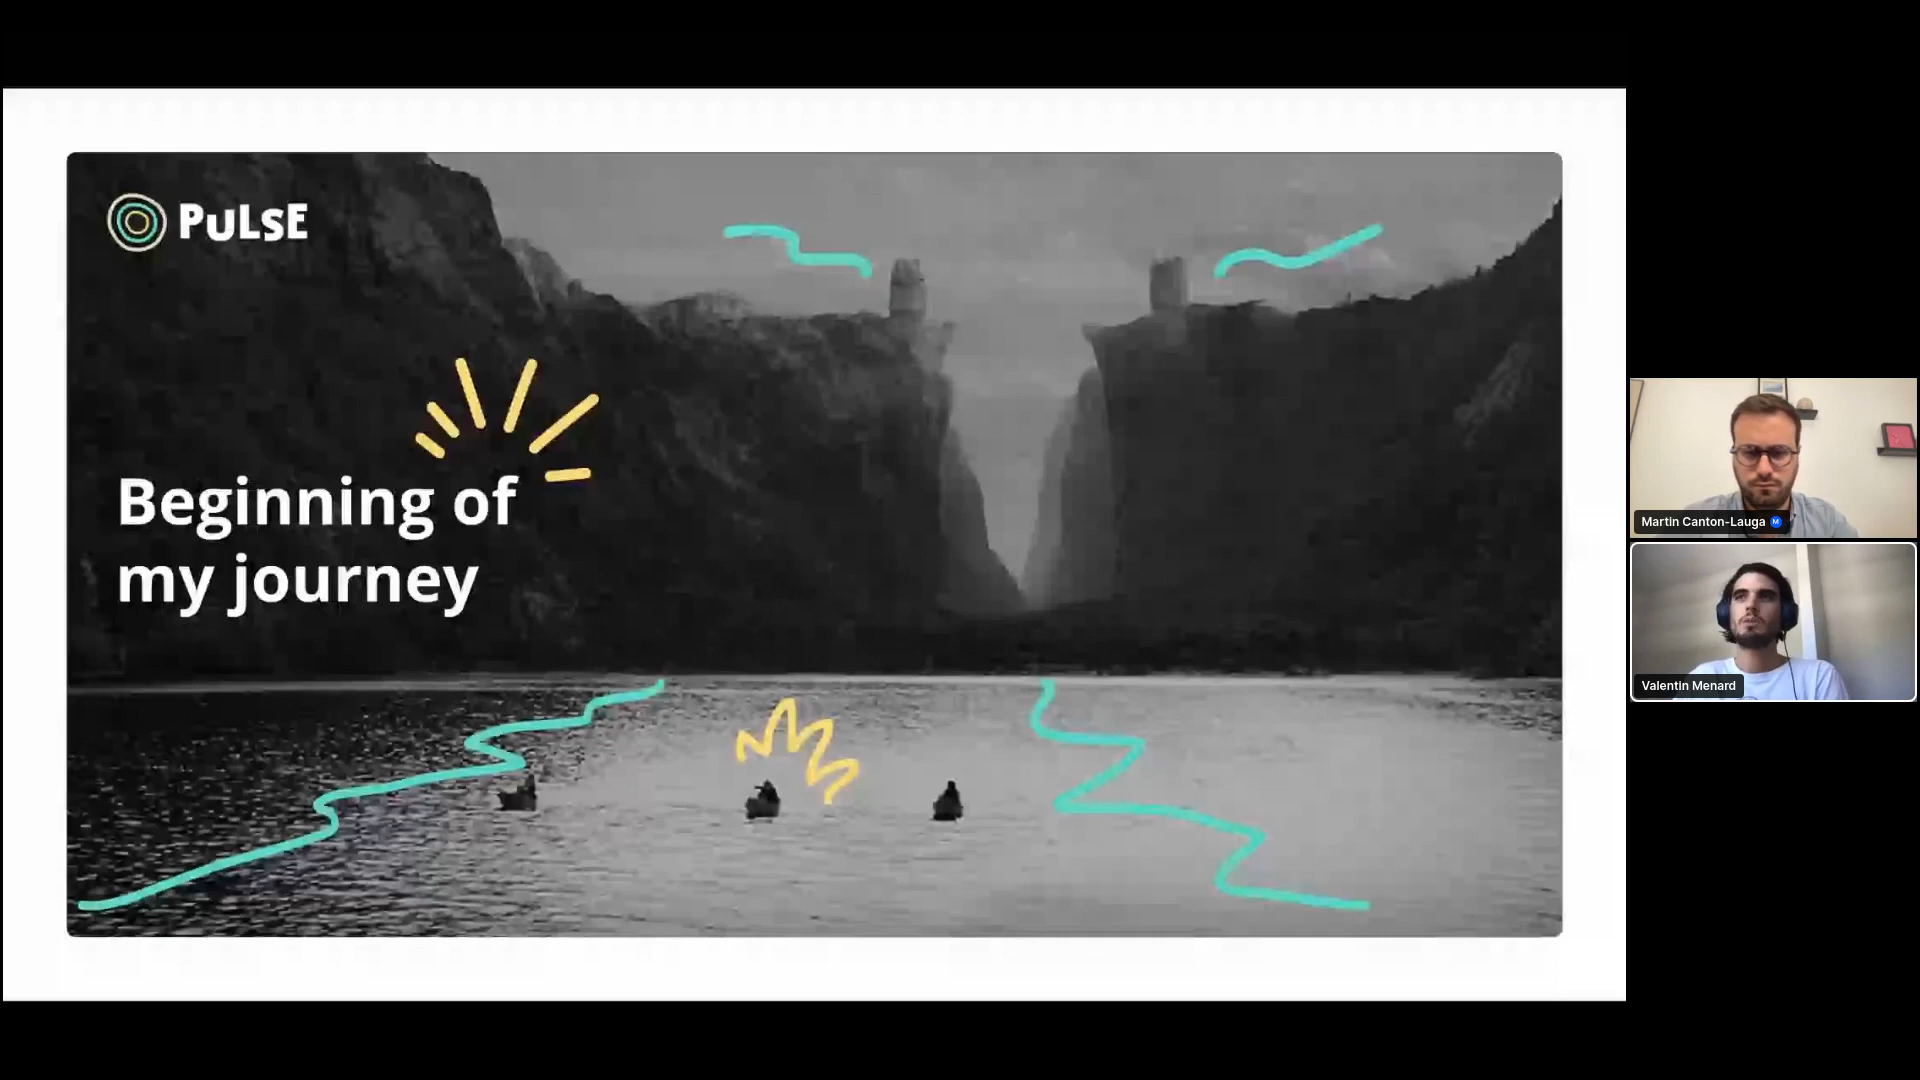 PULSE
Beginning of
my journey
Martin Canton-Lauga
M
Valentin Menard